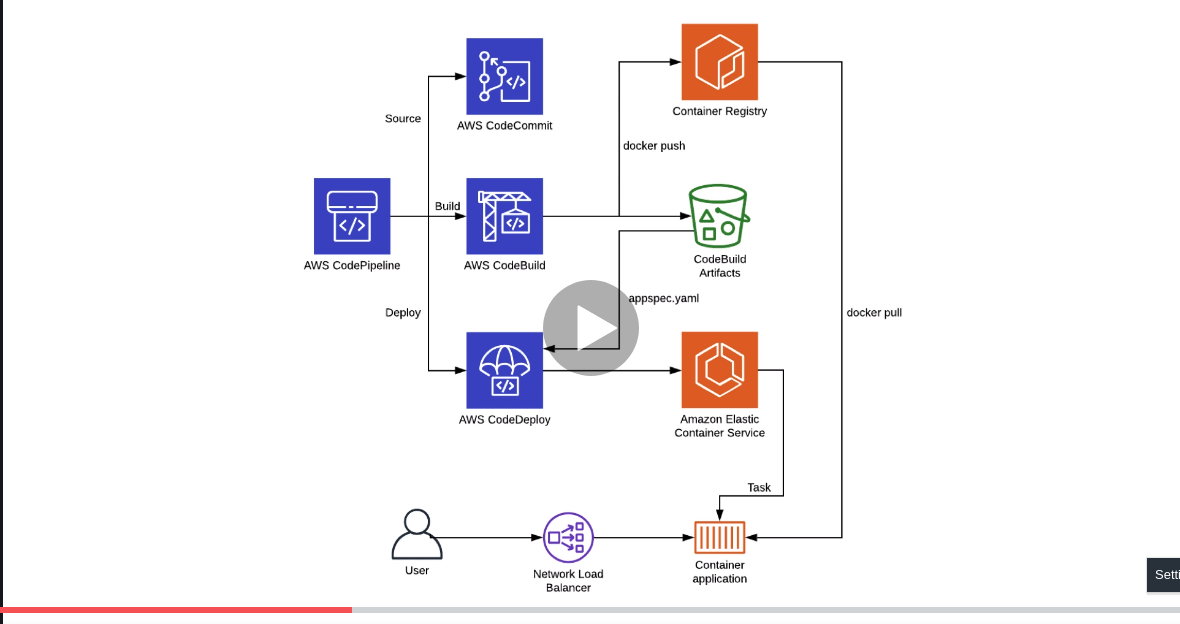 Source
AWS CodeCommit
Container Registry
docker push
Build
AWS CodePipeline
AWS CodeBuild
CodeBuild
Artifacts
appspec.yaml
Deploy
docker pull
AWS CodeDeploy
Amazon Elastic
Container Service
Task
User
Network Load
Balancer
Container
application